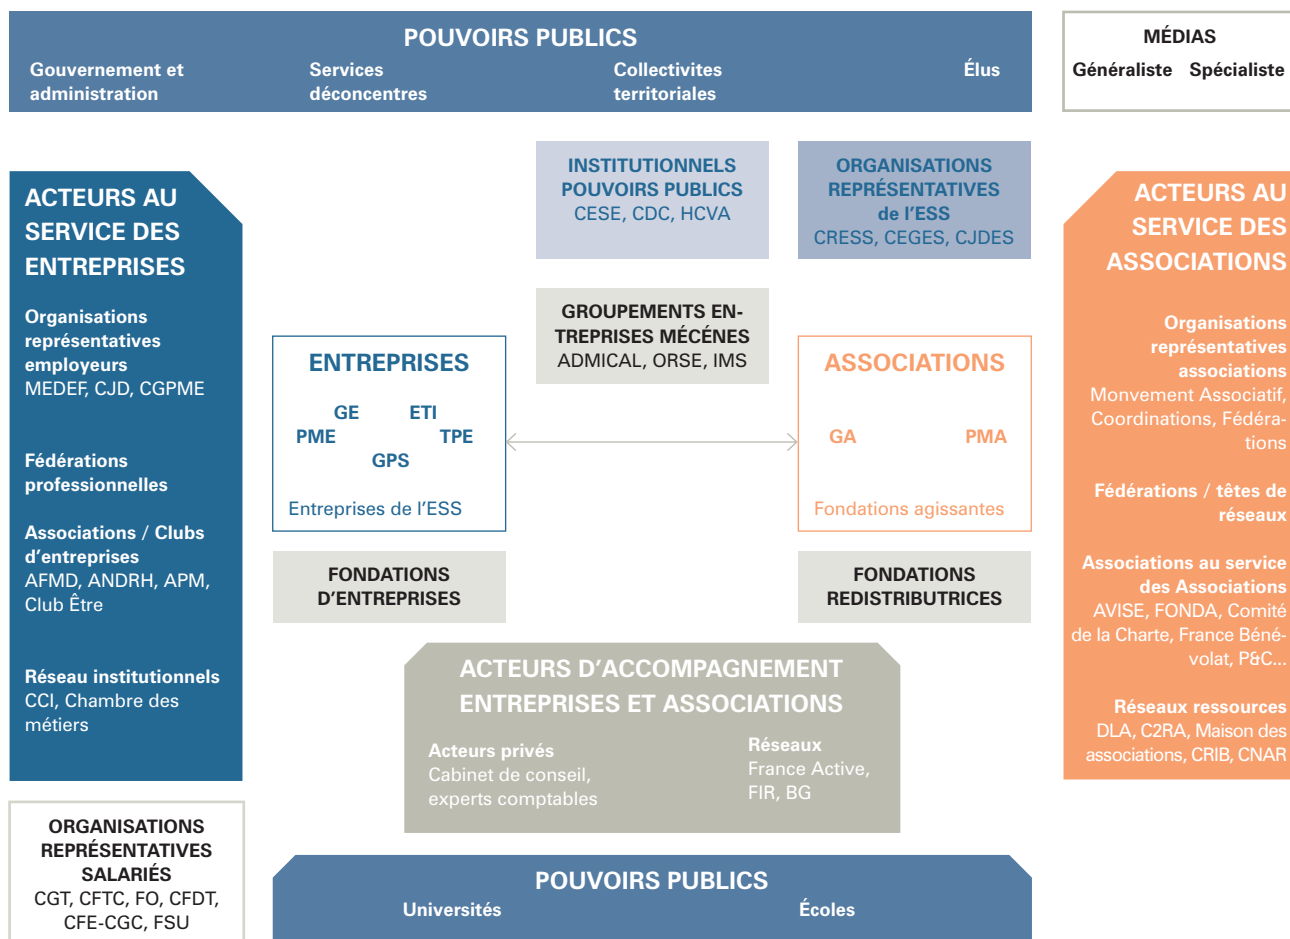 POUVOIRS PUBLICS
Gouvernement et
administration
Services
déconcentres
Collectivites
territoriales
Élus
MÉDIAS
Généraliste Spécialiste
ACTEURS AU
SERVICE DES
ENTREPRISES
Organisations
représentatives
employeurs
MEDEF, CJD, CGPME
Fédérations
professionnelles
Associations / Clubs
d'entreprises
AFMD, ANDRH, APM,
Club Être
Réseau institutionnels
CCI, Chambre des
métiers
INSTITUTIONNELS
POUVOIRS PUBLICS
CESE, CDC, HCVA
ORGANISATIONS
REPRÉSENTATIVES
de l'ESS
CRESS, CEGES, CJDES
GROUPEMENTS EN-
TREPRISES MÉCÉNES
ADMICAL, ORSE, IMS
ENTREPRISES
GE ETI
PME TPE
GPS
Entreprises de l'ESS
ASSOCIATIONS
GA PMA
Fondations agissantes
FONDATIONS
D'ENTREPRISES
FONDATIONS
REDISTRIBUTRICES
ACTEURS AU
SERVICE DES
ASSOCIATIONS
Organisations
représentatives
associations
Monvement Associatif,
Coordinations, Fédéra-
tions
Fédérations / têtes de
réseaux
Associations au service
des Associations
AVISE, FONDA, Comité
de la Charte, France Béné-
volat, P&C...
Réseaux ressources
DLA, C2RA, Maison des
associations, CRIB, CNAR
ACTEURS D'ACCOMPAGNEMENT
ENTREPRISES ET ASSOCIATIONS
Acteurs privés
Cabinet de conseil,
experts comptables
Réseaux
France Active,
FIR, BG
ORGANISATIONS
REPRÉSENTATIVES
SALARIÉS
CGT, CFTC, FO, CFDT,
CFE-CGC, FSU
POUVOIRS PUBLICS
Universités
Écoles